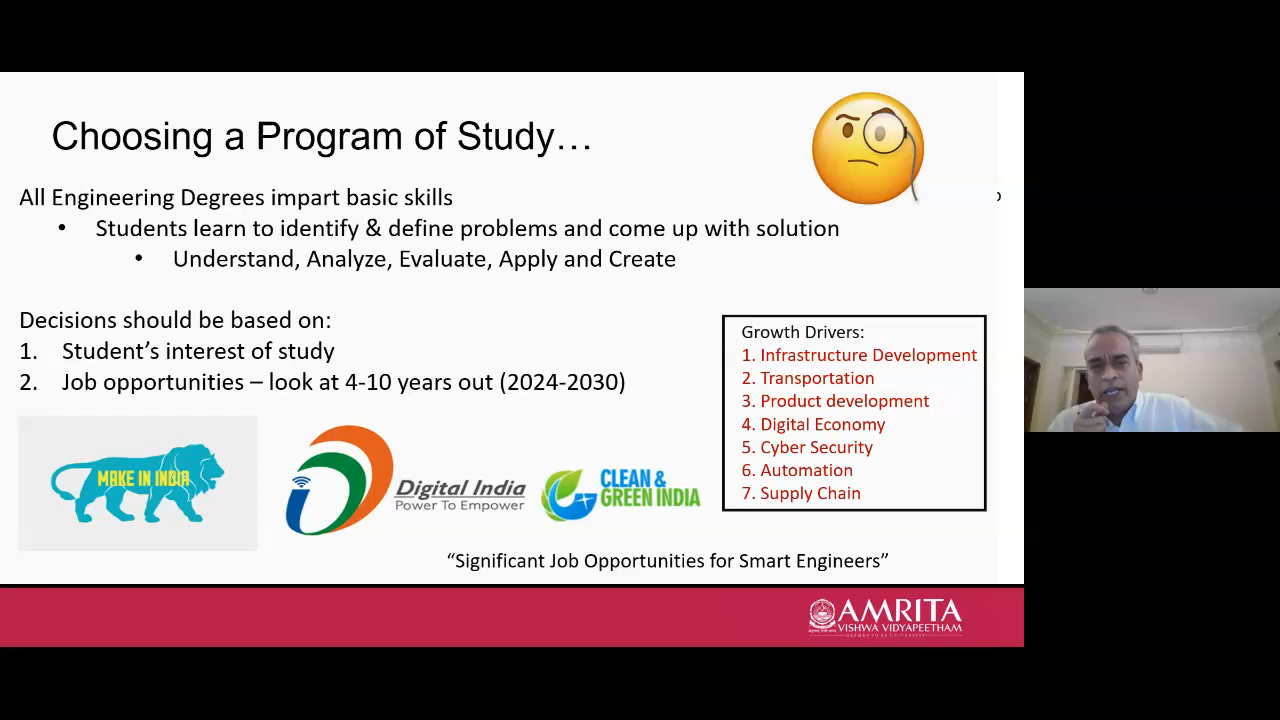 Choosing a Program of Study…
All Engineering Degrees impart basic skills
• Students learn to identify & define problems and come up with solution
• Understand, Analyze, Evaluate, Apply and Create
Decisions should be based on:
1. Student’s interest of study
2. Job opportunities – look at 4-10 years out (2024-2030)
Growth Drivers:
1. Infrastructure Development
2. Transportation
3. Product development
4. Digital Economy
5. Cyber Security
6. Automation
7. Supply Chain
MAKE IN INDIA
Digital India
Power To Empower
CLEAN &
GREEN INDIA
“Significant Job Opportunities for Smart Engineers”
AMRITA
VISHWA VIDYAPEETHAM